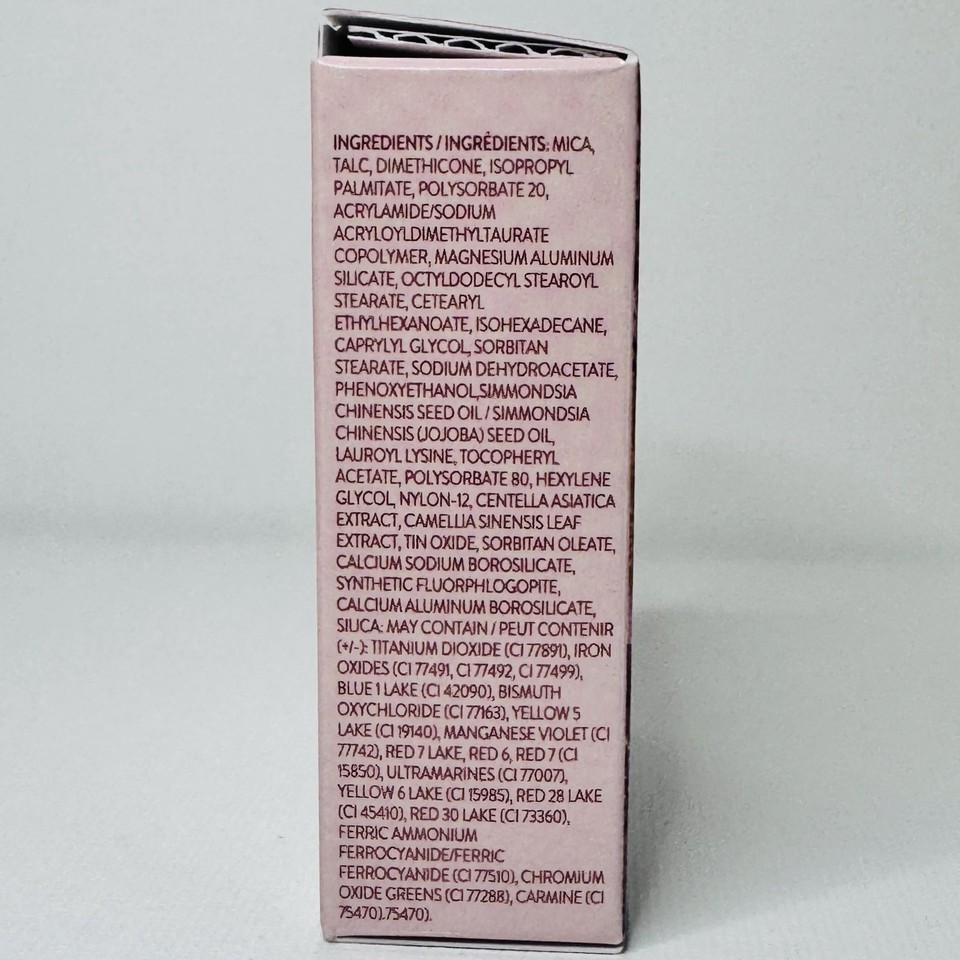 INGREDIENTS / INGRÉDIENTS: MICA,
TALC, DIMETHICONE, ISOPROPYL
PALMITATE, POLYSORBATE 20,
ACRYLAMIDE/SODIUM
ACRYLOYLDIMETHYLTAURATE
COPOLYMER, MAGNESIUM ALUMINUM
SILICATE, OCTYLDODECYL STEAROYL
STEARATE, CETEARYL
ETHYLHEXANOATE, ISOHEXADECANE,
CAPRYLYL GLYCOL, SORBITAN
STEARATE, SODIUM DEHYDROACETATE,
PHENOXYETHANOL,SIMMONDSIA
CHINENSIS SEED OIL / SIMMONDSIA
CHINENSIS (JOJOBA) SEED OIL,
LAUROYL LYSINE, TOCOPHERYL
ACETATE, POLYSORBATE 80, HEXYLENE
GLYCOL, NYLON-12, CENTELLA ASIATICA
EXTRACT, CAMELLIA SINENSIS LEAF
EXTRACT, TIN OXIDE, SORBITAN OLEATE,
CALCIUM SODIUM BOROSILICATE,
SYNTHETIC FLUORPHLOGOPITE,
CALCIUM ALUMINUM BOROSILICATE,
SILICA: MAY CONTAIN / PEUT CONTENIR
(+/-): TITANIUM DIOXIDE (CI 77891), IRON
OXIDES (CI 77491, CI 77492, CI 77499),
BLUE 1 LAKE (CI 42090), BISMUTH
OXYCHLORIDE (CI 77163), YELLOW 5
LAKE (CI 19140), MANGANESE VIOLET (CI
77742), RED 7 LAKE, RED 6, RED 7 (CI
15850), ULTRAMARINES (CI 77007),
YELLOW 6 LAKE (CI 15985), RED 28 LAKE
(CI 45410), RED 30 LAKE (CI 73360),
FERRIC AMMONIUM
FERROCYANIDE/FERRIC
FERROCYANIDE (CI 77510), CHROMIUM
OXIDE GREENS (CI 77288), CARMINE (CI
75470).75470).